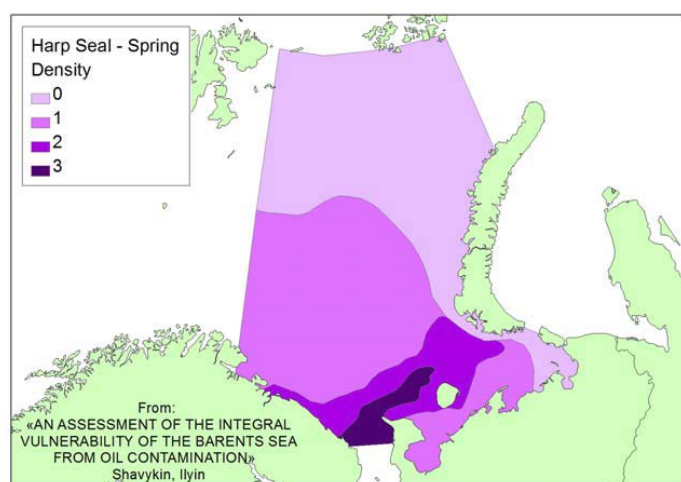 Harp Seal - Spring
Density
0
1
2
3
From:
«AN ASSESSMENT OF THE INTEGRAL
VULNERABILITY OF THE BARENTS SEA
FROM OIL CONTAMINATION»
Shavykin, Ilyin